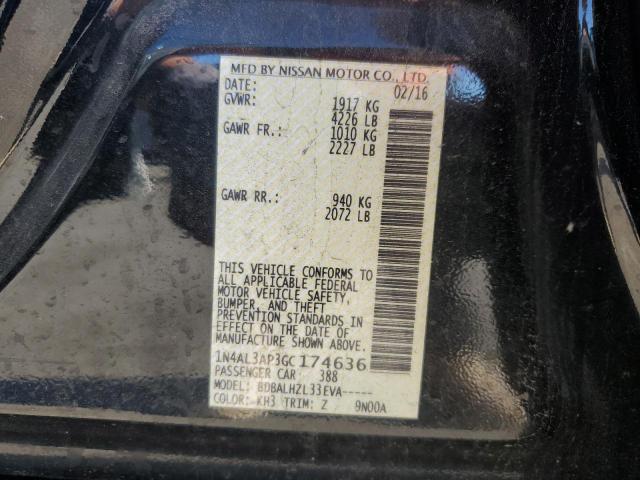 MFD BY NISSAN MOTOR CO., LTD.
DATE: 02/16
GVWR: 1917 KG
4226 LB
GAWR FR.: 1010 KG
2227 LB
GAWR RR.: 940 KG
2072 LB
THIS VEHICLE CONFORMS TO
ALL APPLICABLE FEDERAL
MOTOR VEHICLE SAFETY,
BUMPER, AND THEFT
PREVENTION STANDARDS IN
EFFECT ON THE DATE OF
MANUFACTURE SHOWN ABOVE.
1N4AL3AP3GC174636
PASSENGER CAR 388
MODEL: BDBALHZL33EVA-----
COLOR: KH3 TRIM: Z 9N00A